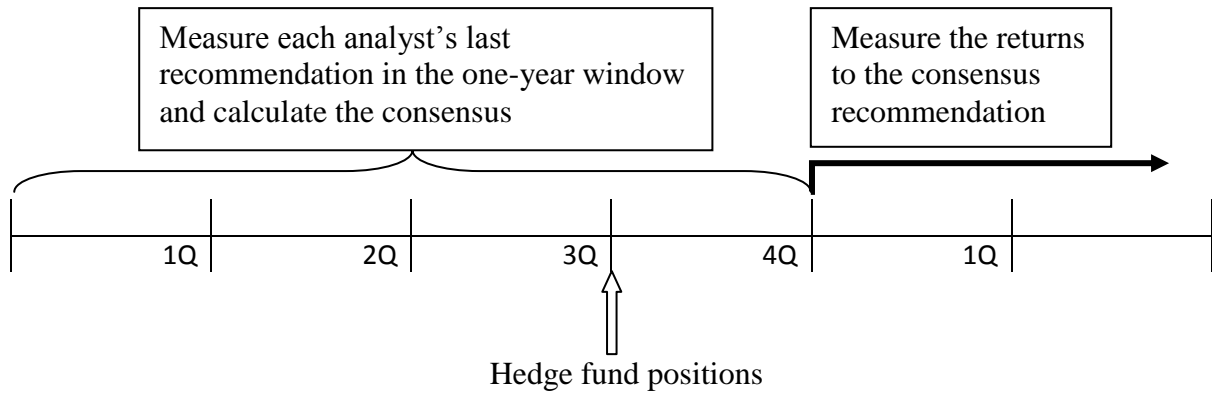 Measure each analyst's last
recommendation in the one-year window
and calculate the consensus
Measure the returns
to the consensus
recommendation
1Q 2Q 3Q 4Q 1Q
Hedge fund positions